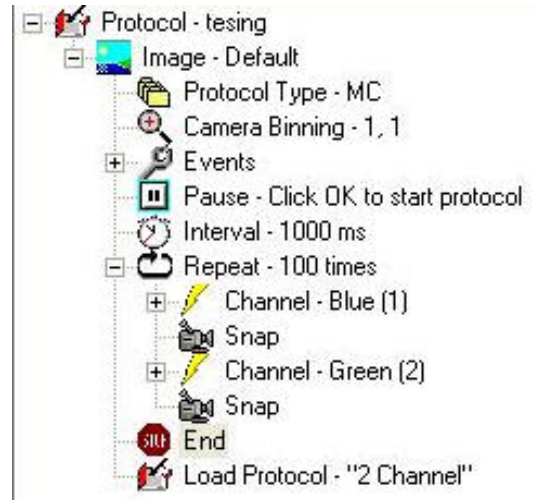 Protocol - tesing
Image - Default
Protocol Type - MC
Camera Binning - 1, 1
Events
Pause - Click OK to start protocol
Interval - 1000 ms
Repeat - 100 times
Channel - Blue (1)
Snap
Channel - Green (2)
Snap
End
Load Protocol - "2 Channel"